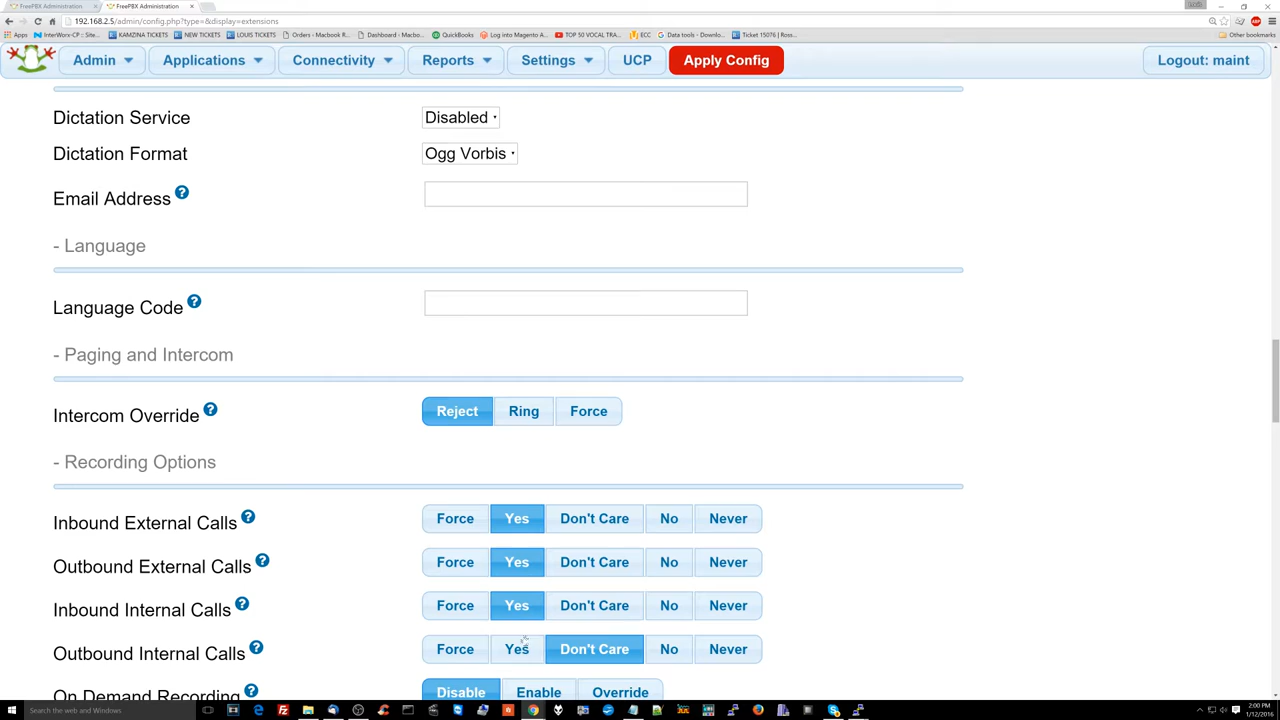 FreePBX Administration
FreePBX Administration
192.168.2.5/admin/config.php?type=&display=extensions
Apps
InterWorx-CP :: Site...
KAMZINA TICKETS
NEW TICKETS
LOUIS TICKETS
Orders - Macbook R...
Dashboard - Macbo...
QuickBooks
Log into Magento A...
TOP 50 VOCAL TRA...
ECC
Data tools - Downlo...
Ticket 15076 | Ross...
Other bookmarks
Admin
Applications
Connectivity
Reports
Settings
UCP
Apply Config
Logout: maint
Dictation Service
Disabled
Dictation Format
Ogg Vorbis
Email Address
- Language
Language Code
- Paging and Intercom
Intercom Override
Reject Ring Force
- Recording Options
Inbound External Calls
Force Yes Don't Care No Never
Outbound External Calls
Force Yes Don't Care No Never
Inbound Internal Calls
Force Yes Don't Care No Never
Outbound Internal Calls
Force Yes Don't Care No Never
On Demand Recording
Disable Enable Override
Search the web and Windows
2:00 PM
1/12/2016